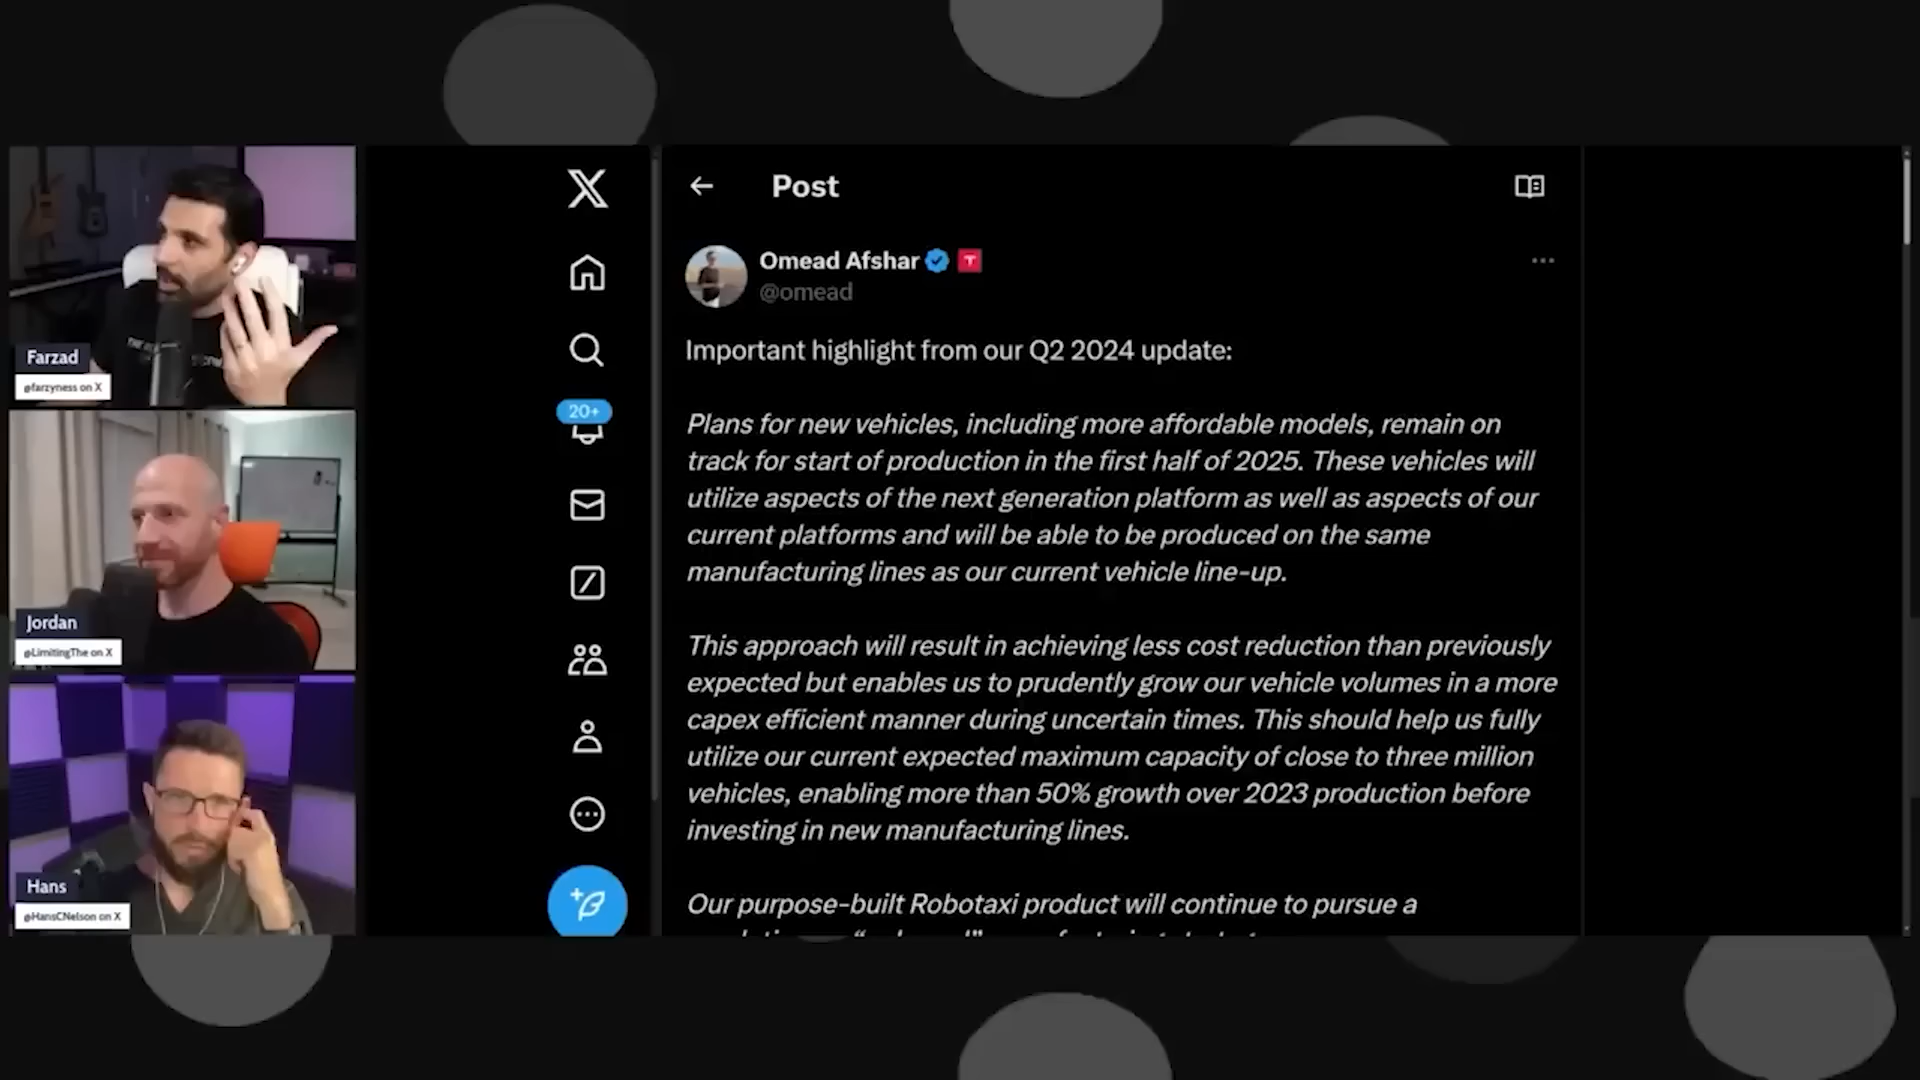 Post
Omead Afshar
@omead
Important highlight from our Q2 2024 update:
Plans for new vehicles, including more affordable models, remain on
track for start of production in the first half of 2025. These vehicles will
utilize aspects of the next generation platform as well as aspects of our
current platforms and will be able to be produced on the same
manufacturing lines as our current vehicle line-up.
This approach will result in achieving less cost reduction than previously
expected but enables us to prudently grow our vehicle volumes in a more
capex efficient manner during uncertain times. This should help us fully
utilize our current expected maximum capacity of close to three million
vehicles, enabling more than 50% growth over 2023 production before
investing in new manufacturing lines.
Our purpose-built Robotaxi product will continue to pursue a
20+
Farzad
@farzyness on X
Jordan
@LimitingThe on X
Hans
@HansCNelson on X